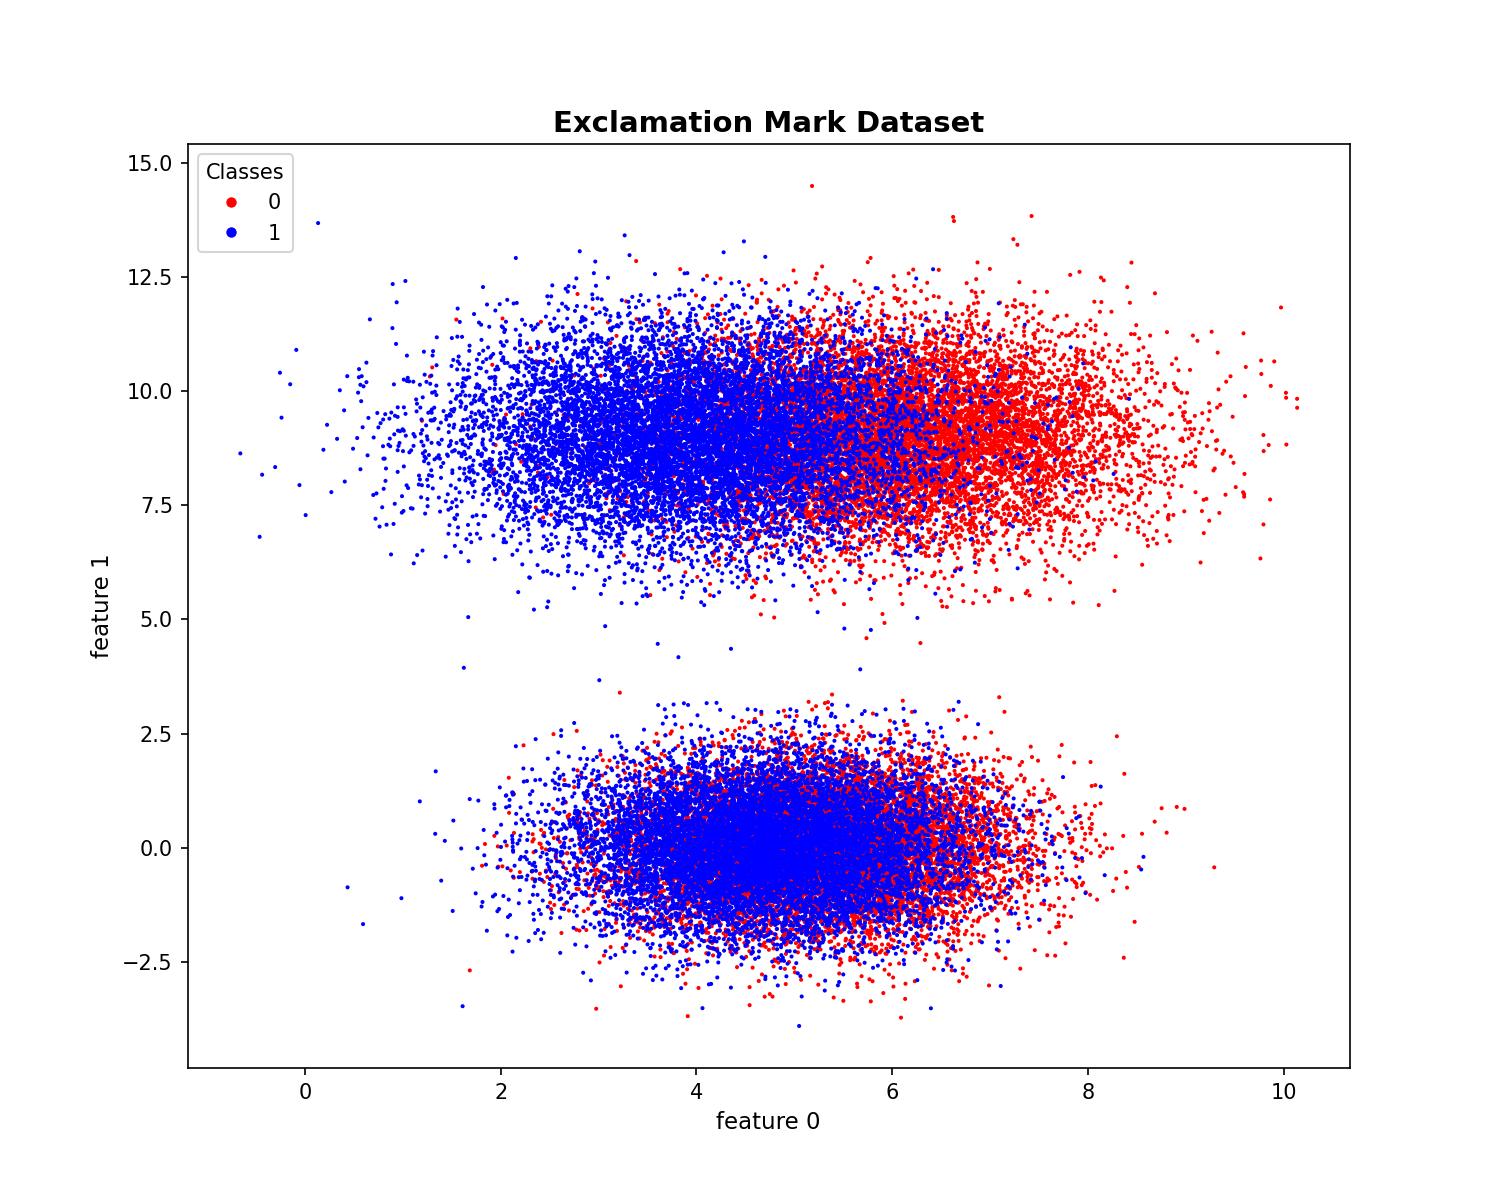 Exclamation Mark Dataset
15.0
12.5
10.0
7.5
5.0
2.5
0.0
−2.5
feature 1
Classes
0
1
0 2 4 6 8 10
feature 0